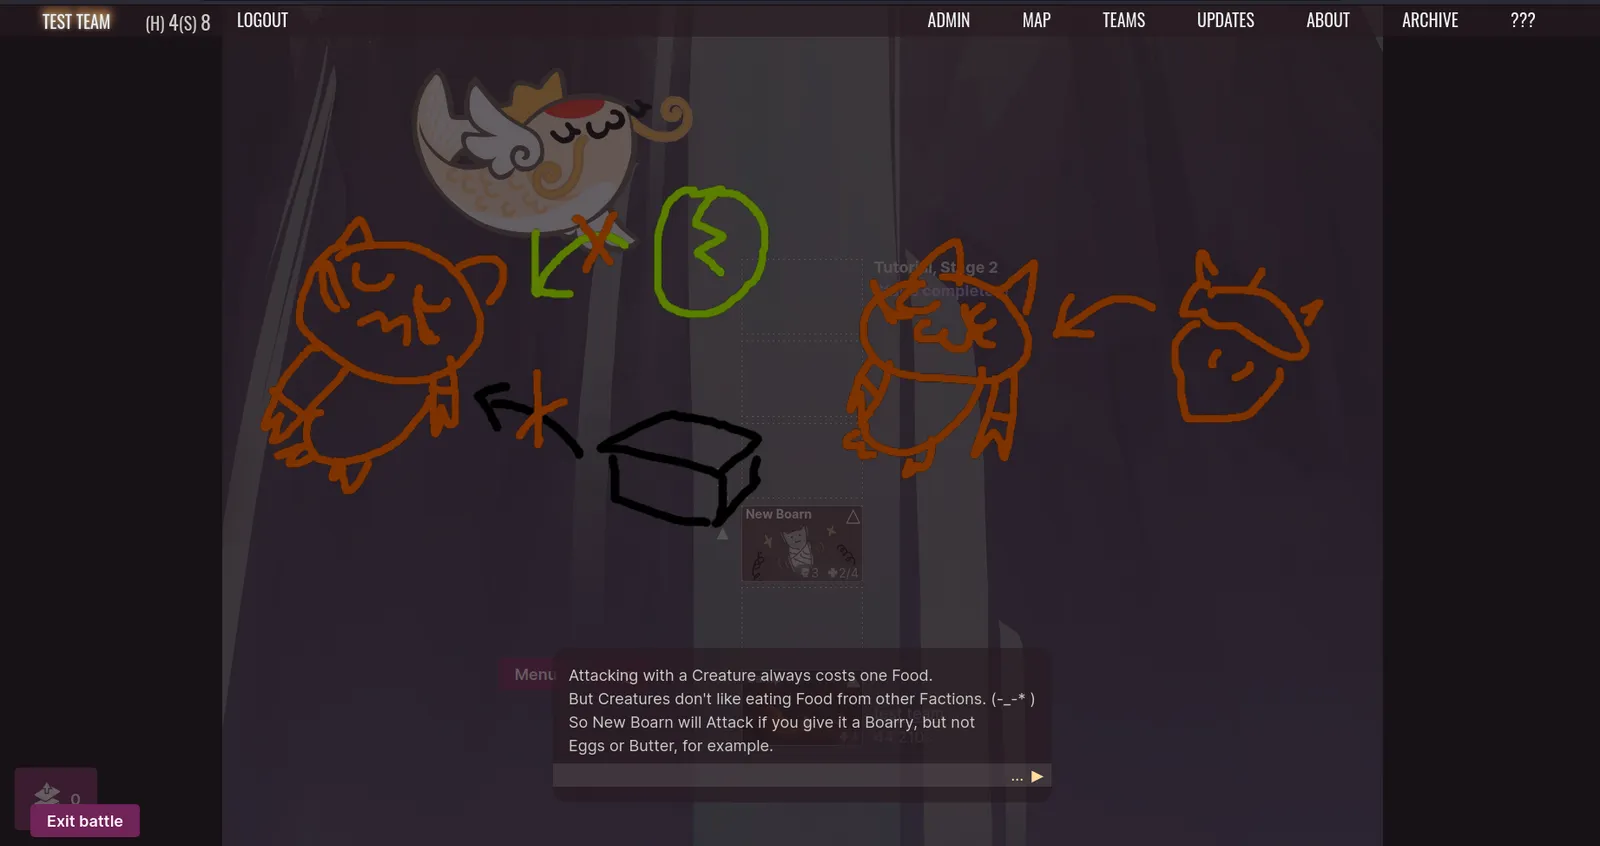 TEST TEAM (H) 4(S) 8 LOGOUT ADMIN MAP TEAMS UPDATES ABOUT ARCHIVE ???
Tutorial, Stage 2
complete
New Boarn
3 2/4
Menu
Attacking with a Creature always costs one Food.
But Creatures don't like eating Food from other Factions. (-_-* )
So New Boarn will Attack if you give it a Boarry, but not
Eggs or Butter, for example.
... ▶
0
Exit battle